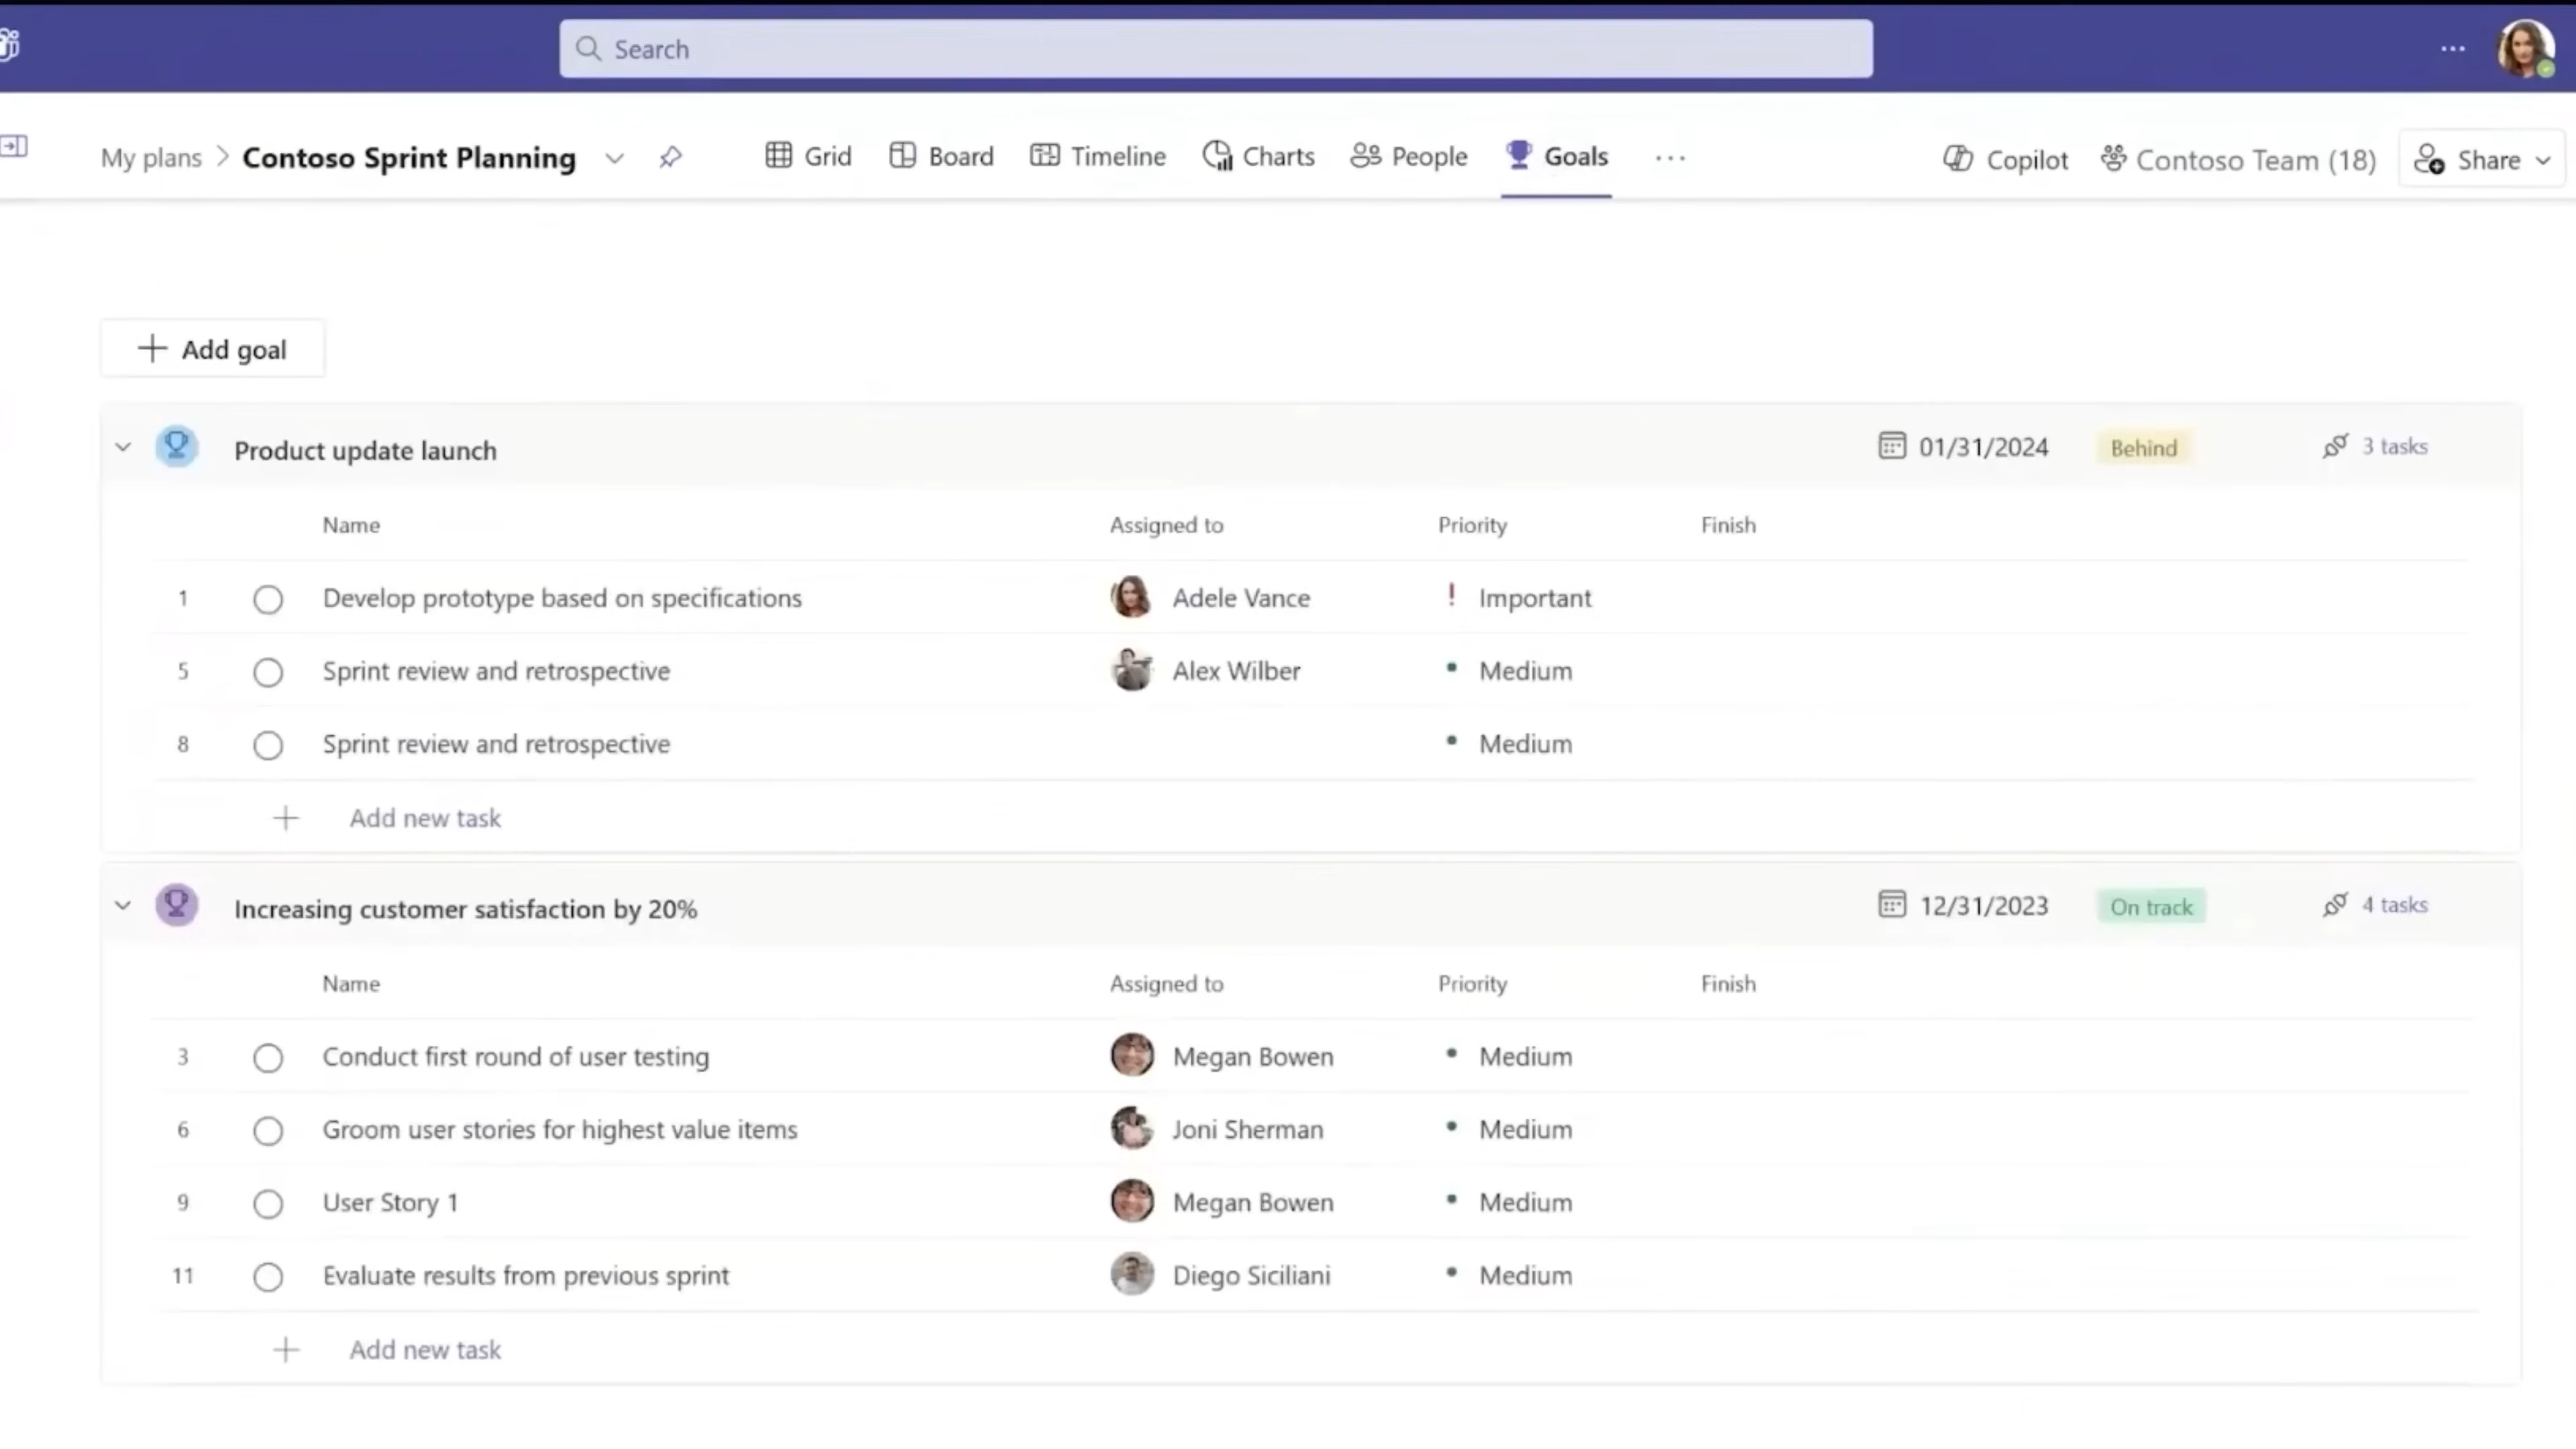 Search
My plans > Contoso Sprint Planning Grid Board Timeline Charts People Goals ... Copilot Contoso Team (18) Share
+ Add goal
Product update launch 01/31/2024 Behind 3 tasks
Name Assigned to Priority Finish
1 Develop prototype based on specifications Adele Vance ! Important
5 Sprint review and retrospective Alex Wilber • Medium
8 Sprint review and retrospective • Medium
+ Add new task
Increasing customer satisfaction by 20% 12/31/2023 On track 4 tasks
Name Assigned to Priority Finish
3 Conduct first round of user testing Megan Bowen • Medium
6 Groom user stories for highest value items Joni Sherman • Medium
9 User Story 1 Megan Bowen • Medium
11 Evaluate results from previous sprint Diego Siciliani • Medium
+ Add new task